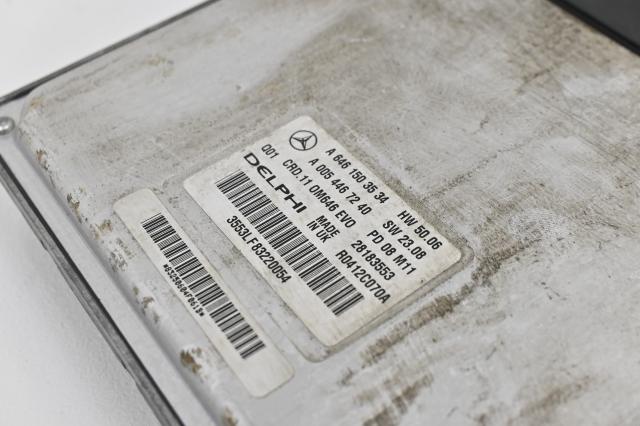 A 646 150 35 34 HW 50.06
A 005 446 72 40 SW 23.08
Q01 CRD.11 OM646 EVO PD 08 M11
DELPHI MADE IN UK 28183553
R0412C070A
3553LF83220054